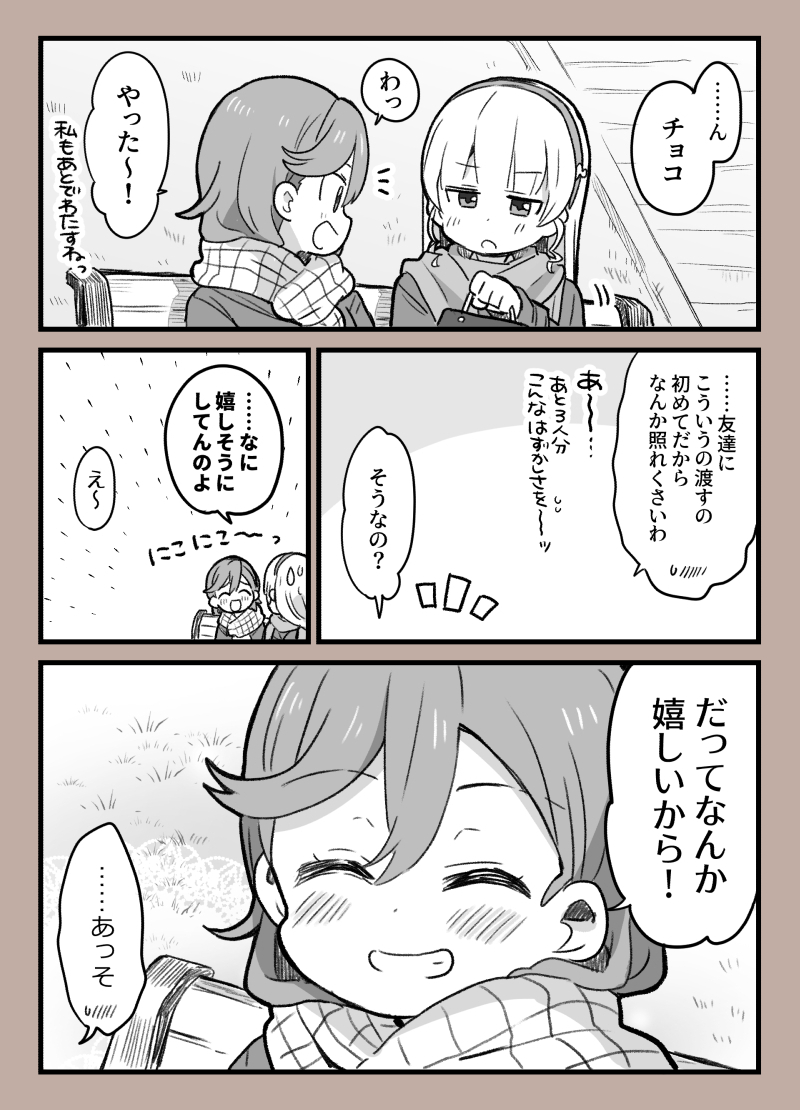 ……ん
チョコ
わっ
やった～！
私もあとでわたすねっ
……友達に
こういうの渡すの
初めてだから
なんか照れくさいわ
あ～～…
あと3人分
こんなはずかしさを～～ッ
そうなの？
……なに
嬉しそうに
してんのよ
にこにこ～～っ
え～
だってなんか
嬉しいから！
……あっそ